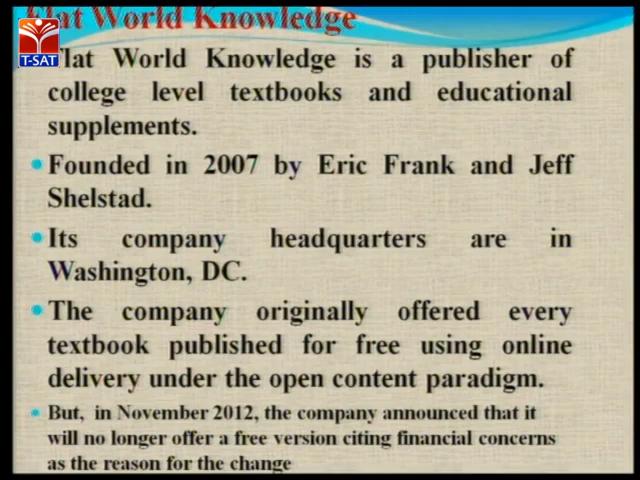 Flat World Knowledge
T-SAT
Flat World Knowledge is a publisher of
college level textbooks and educational
supplements.
Founded in 2007 by Eric Frank and Jeff
Shelstad.
Its company headquarters are in
Washington, DC.
The company originally offered every
textbook published for free using online
delivery under the open content paradigm.
But, in November 2012, the company announced that it
will no longer offer a free version citing financial concerns
as the reason for the change